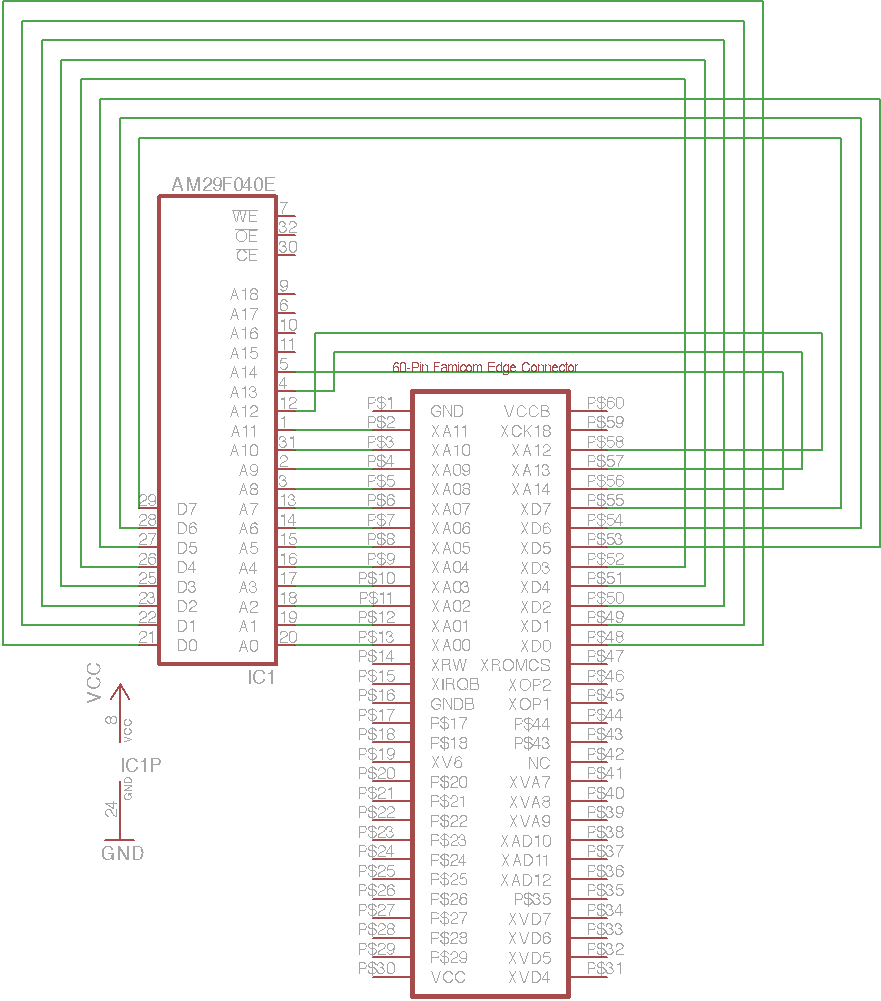 AM29F040E
WE 7
OE 32
CE 30
A18 9
A17 6
A16 10
A15 11
A14 5
A13 4
A12 12
A11 1
A10 31
A9 2
A8 3
29 D7 A7 13
28 D6 A6 14
27 D5 A5 15
26 D4 A4 16
25 D3 A3 17
23 D2 A2 18
22 D1 A1 19
21 D0 A0 20
IC1
VCC
8
VCC
IC1P
24
GND
GND
60-Pin Famicom Edge Connector
P$1 GND VCCB P$60
P$2 XA11 XCK18 P$59
P$3 XA10 XA12 P$58
P$4 XA09 XA13 P$57
P$5 XA08 XA14 P$56
P$6 XA07 XD7 P$55
P$7 XA06 XD6 P$54
P$8 XA05 XD5 P$53
P$9 XA04 XD3 P$52
P$10 XA03 XD4 P$51
P$11 XA02 XD2 P$50
P$12 XA01 XD1 P$49
P$13 XA00 XD0 P$48
P$14 XRW XROMCS P$47
P$15 XIRQB XOP2 P$46
P$16 GNDB XOP1 P$45
P$17 P$17 P$44 P$44
P$18 P$18 P$43 P$43
P$19 XV6 NC P$42
P$20 P$20 XVA7 P$41
P$21 P$21 XVA8 P$40
P$22 P$22 XVA9 P$39
P$23 P$23 XAD10 P$38
P$24 P$24 XAD11 P$37
P$25 P$25 XAD12 P$36
P$26 P$26 P$35 P$35
P$27 P$27 XVD7 P$34
P$28 P$28 XVD6 P$33
P$29 P$29 XVD5 P$32
P$30 VCC XVD4 P$31